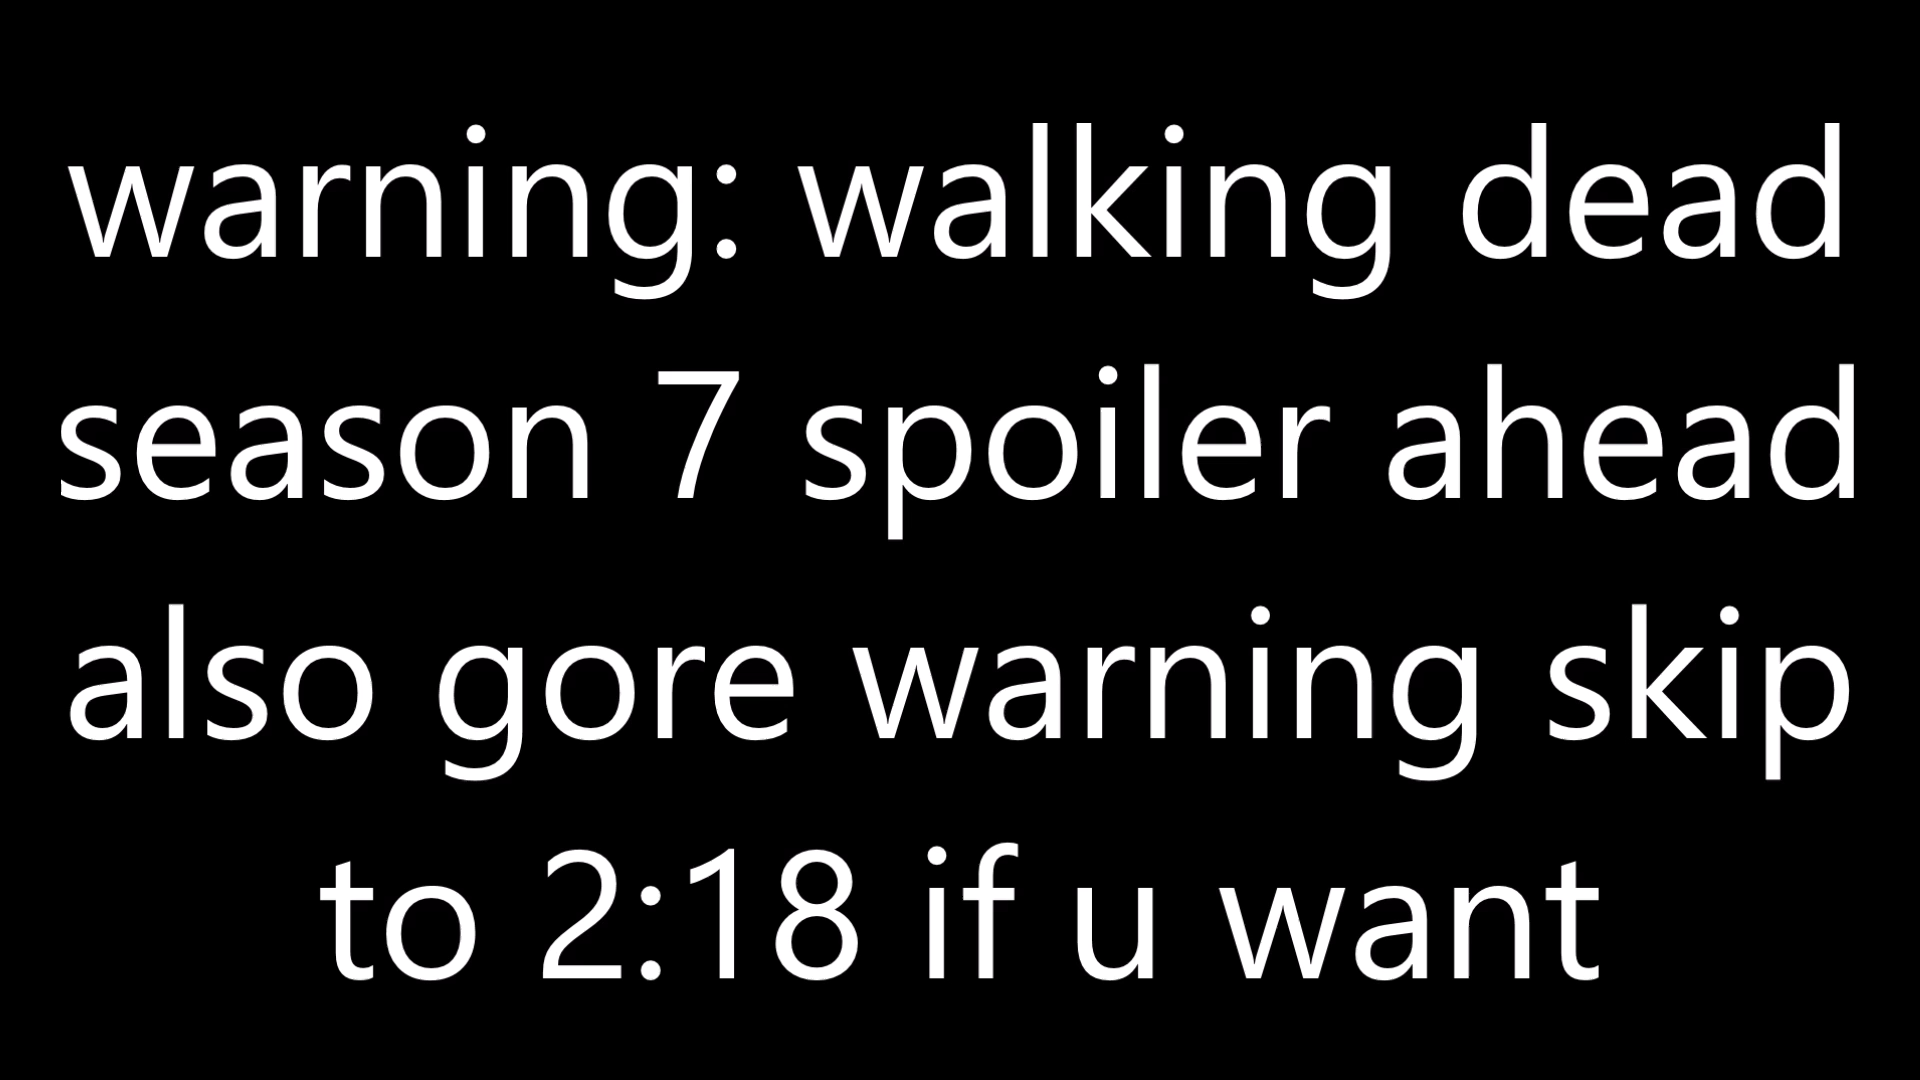 warning: walking dead
season 7 spoiler ahead
also gore warning skip
to 2:18 if u want